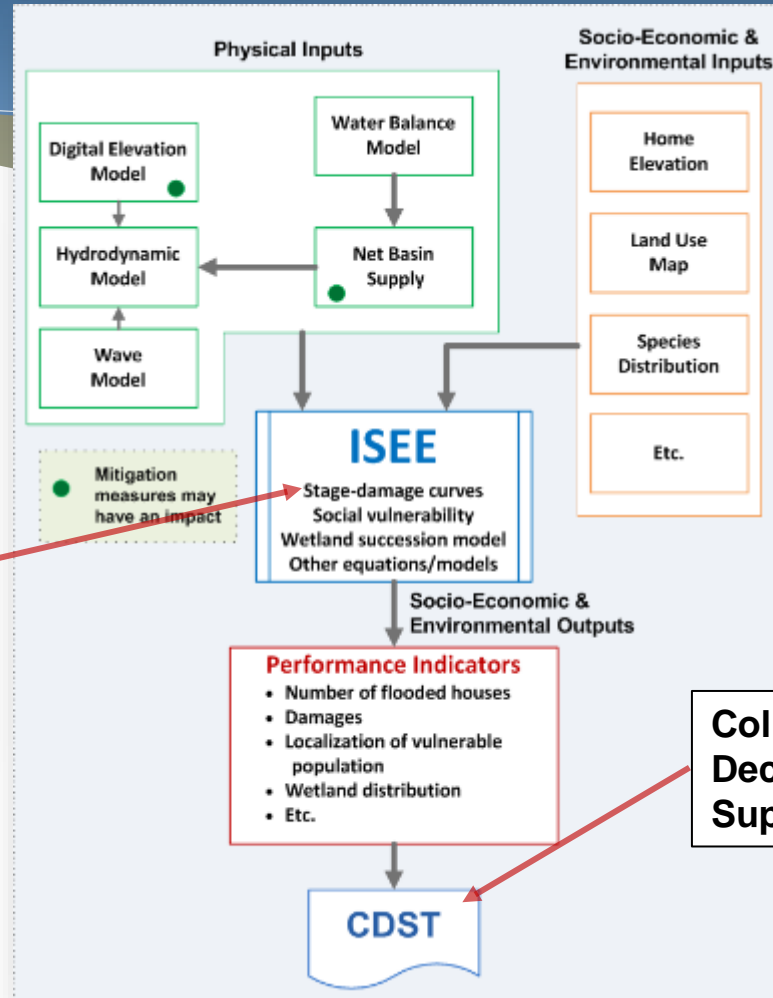 Physical Inputs
Digital Elevation
Model
Water Balance
Model
Hydrodynamic
Model
Net Basin
Supply
Wave
Model
Socio-Economic &
Environmental Inputs
Home
Elevation
Land Use
Map
Species
Distribution
Etc.
Mitigation
measures may
have an impact
ISEE
Stage-damage curves
Social vulnerability
Wetland succession model
Other equations/models
Socio-Economic &
Environmental Outputs
Performance Indicators
• Number of flooded houses
• Damages
• Localization of vulnerable
population
• Wetland distribution
• Etc.
Col
Dec
Sup
CDST